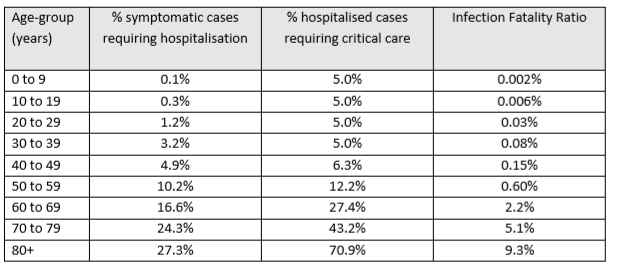 Age-group % symptomatic cases % hospitalised cases Infection Fatality Ratio
(years) requiring hospitalisation requiring critical care
0 to 9 0.1% 5.0% 0.002%
10 to 19 0.3% 5.0% 0.006%
20 to 29 1.2% 5.0% 0.03%
30 to 39 3.2% 5.0% 0.08%
40 to 49 4.9% 6.3% 0.15%
50 to 59 10.2% 12.2% 0.60%
60 to 69 16.6% 27.4% 2.2%
70 to 79 24.3% 43.2% 5.1%
80+ 27.3% 70.9% 9.3%